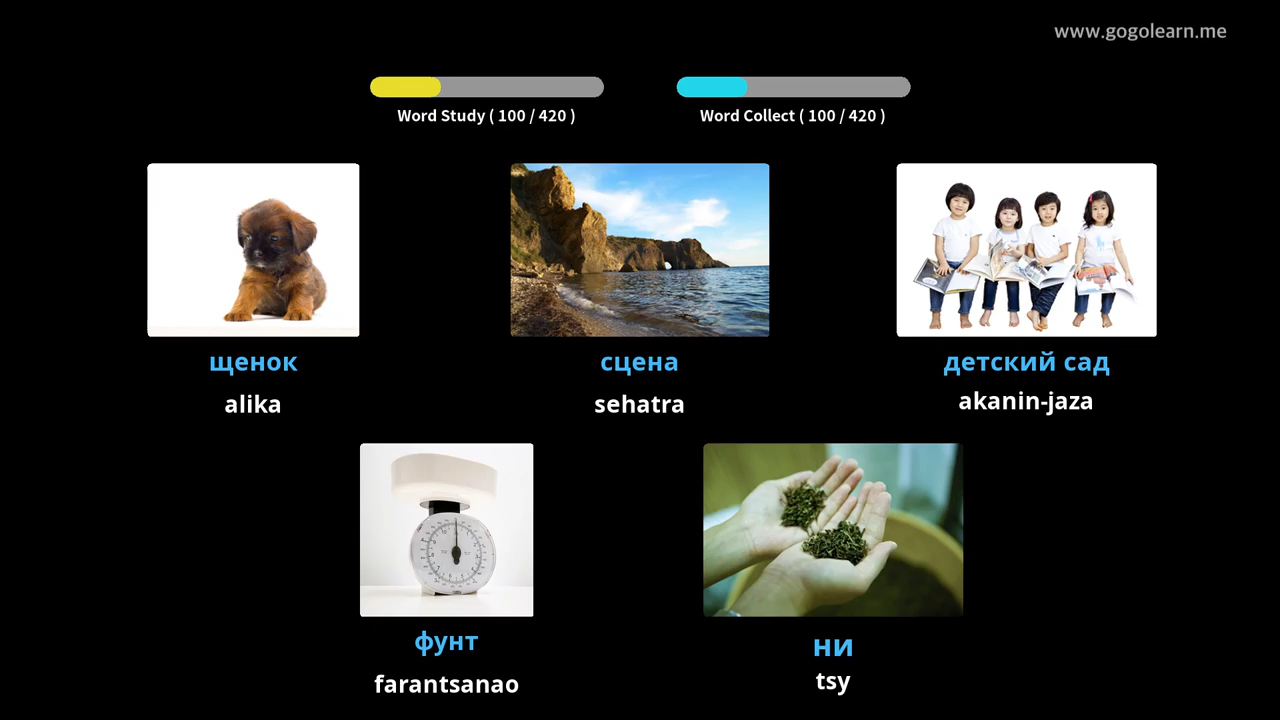 www.gogolearn.me
Word Study ( 100 / 420 )
Word Collect ( 100 / 420 )
щенок
alika
сцена
sehatra
детский сад
akanin-jaza
фунт
farantsanao
ни
tsy